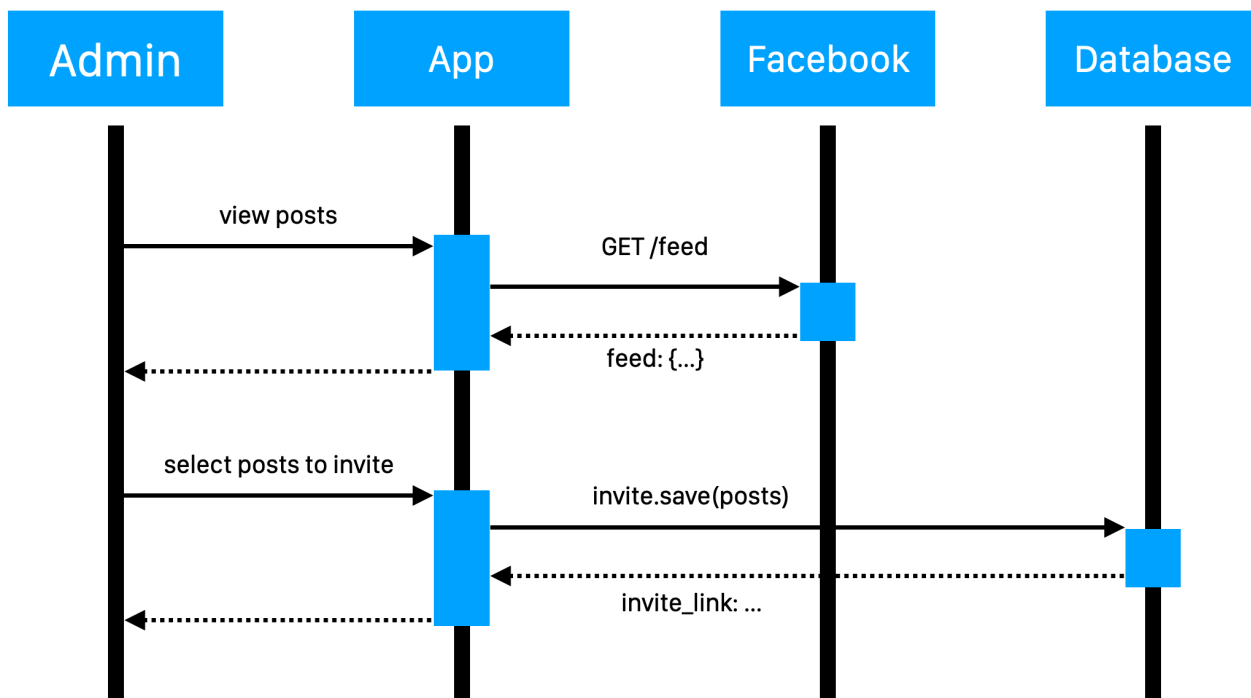 Admin
App
Facebook
Database
view posts
GET /feed
feed: {...}
select posts to invite
invite.save(posts)
invite_link: ...